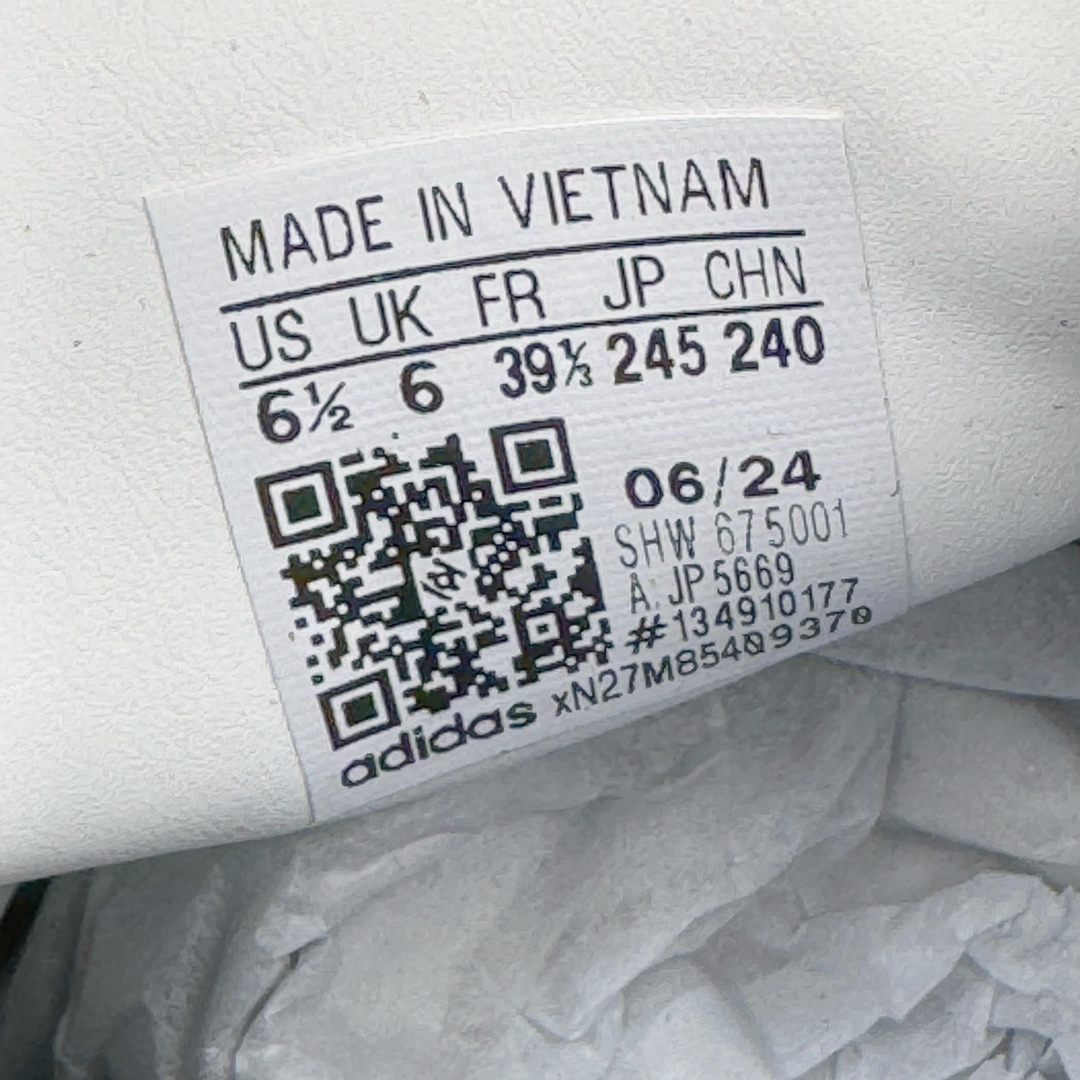 MADE IN VIETNAM
US UK FR JP CHN
6½ 6 39⅓ 245 240
06/24
SHW 675001
A. JP5669
#134910177
xN27M85409370
adidas